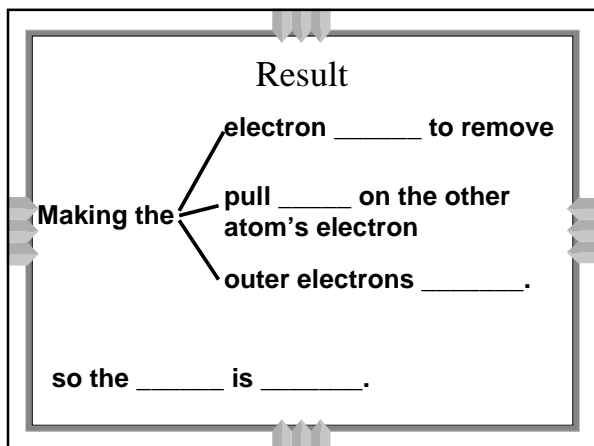 Result
electron ______ to remove
Making the
pull _____ on the other
atom’s electron
outer electrons _______.
so the ______ is _______.